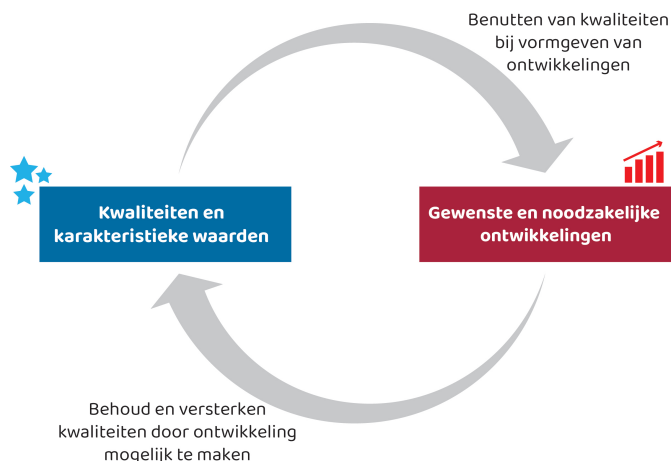 Benutten van kwaliteiten
bij vormgeven van
ontwikkelingen
Kwaliteiten en
karakteristieke waarden
Gewenste en noodzakelijke
ontwikkelingen
Behoud en versterken
kwaliteiten door ontwikkeling
mogelijk te maken